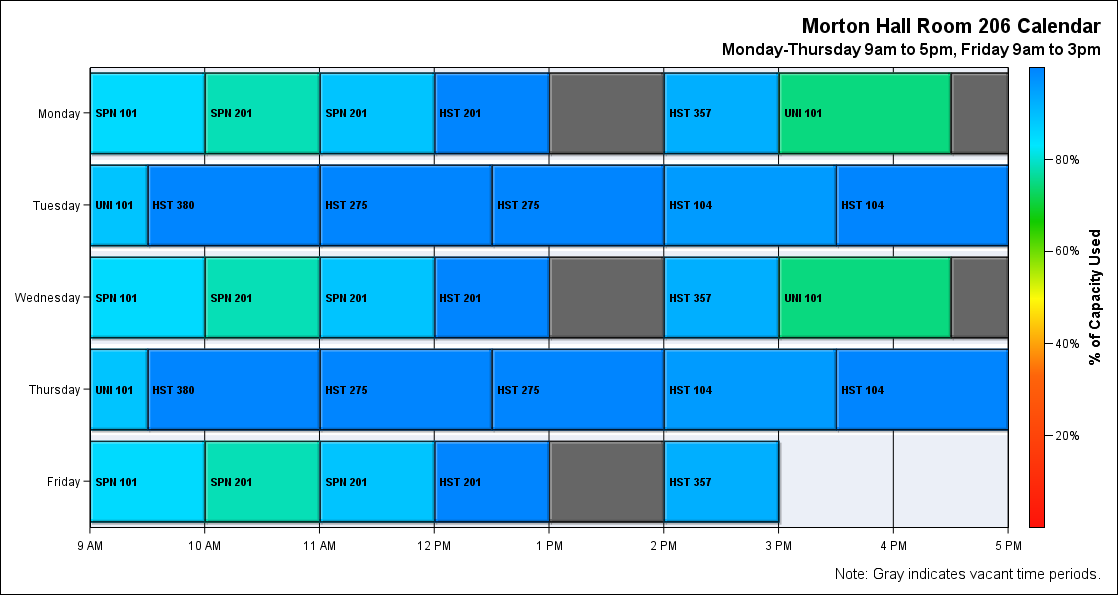 Morton Hall Room 206 Calendar
Monday-Thursday 9am to 5pm, Friday 9am to 3pm
Monday
SPN 101 SPN 201 SPN 201 HST 201 HST 357 UNI 101
Tuesday
UNI 101 HST 380 HST 275 HST 275 HST 104 HST 104
Wednesday
SPN 101 SPN 201 SPN 201 HST 201 HST 357 UNI 101
Thursday
UNI 101 HST 380 HST 275 HST 275 HST 104 HST 104
Friday
SPN 101 SPN 201 SPN 201 HST 201 HST 357
9 AM 10 AM 11 AM 12 PM 1 PM 2 PM 3 PM 4 PM 5 PM
80%
60%
40%
20%
% of Capacity Used
Note: Gray indicates vacant time periods.